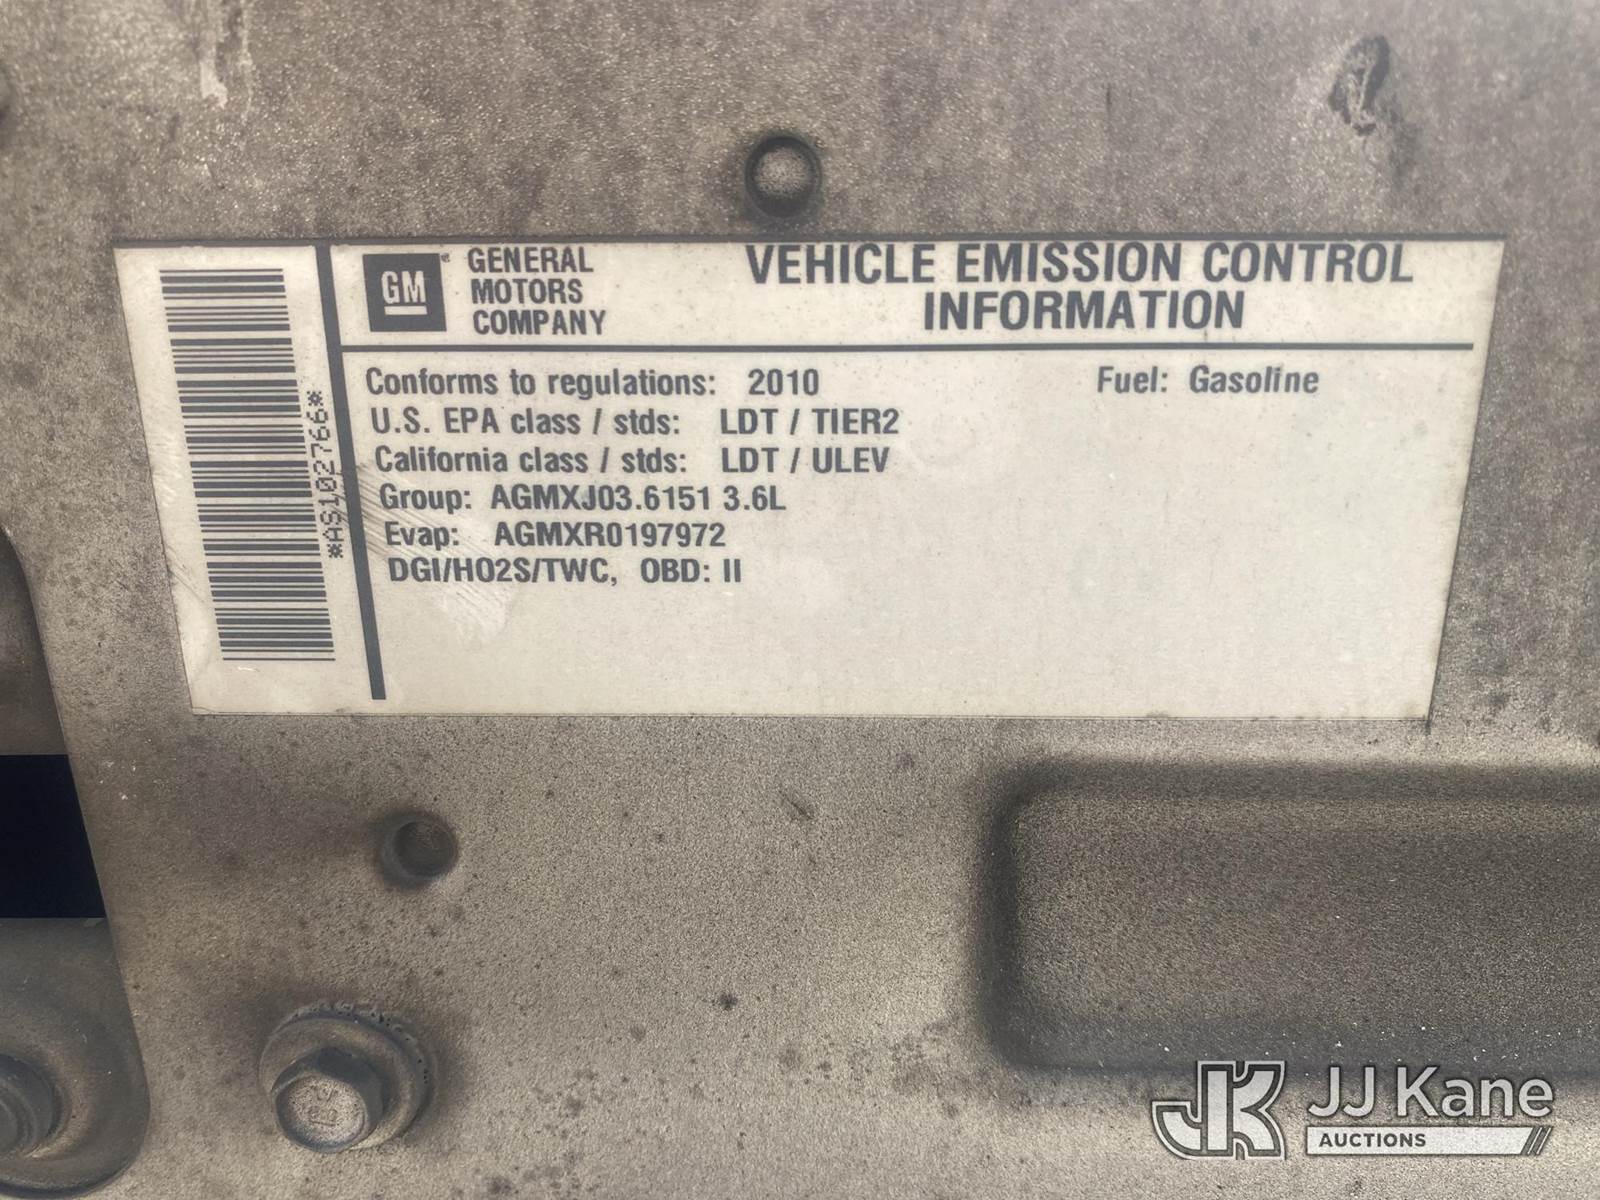 *AS102766*
GM
GENERAL
MOTORS
COMPANY
VEHICLE EMISSION CONTROL
INFORMATION
Conforms to regulations: 2010
Fuel: Gasoline
U.S. EPA class / stds: LDT / TIER2
California class / stds: LDT / ULEV
Group: AGMXJ03.6151 3.6L
Evap: AGMXR0197972
DGI/HO2S/TWC, OBD: II
JK
JJ Kane
AUCTIONS